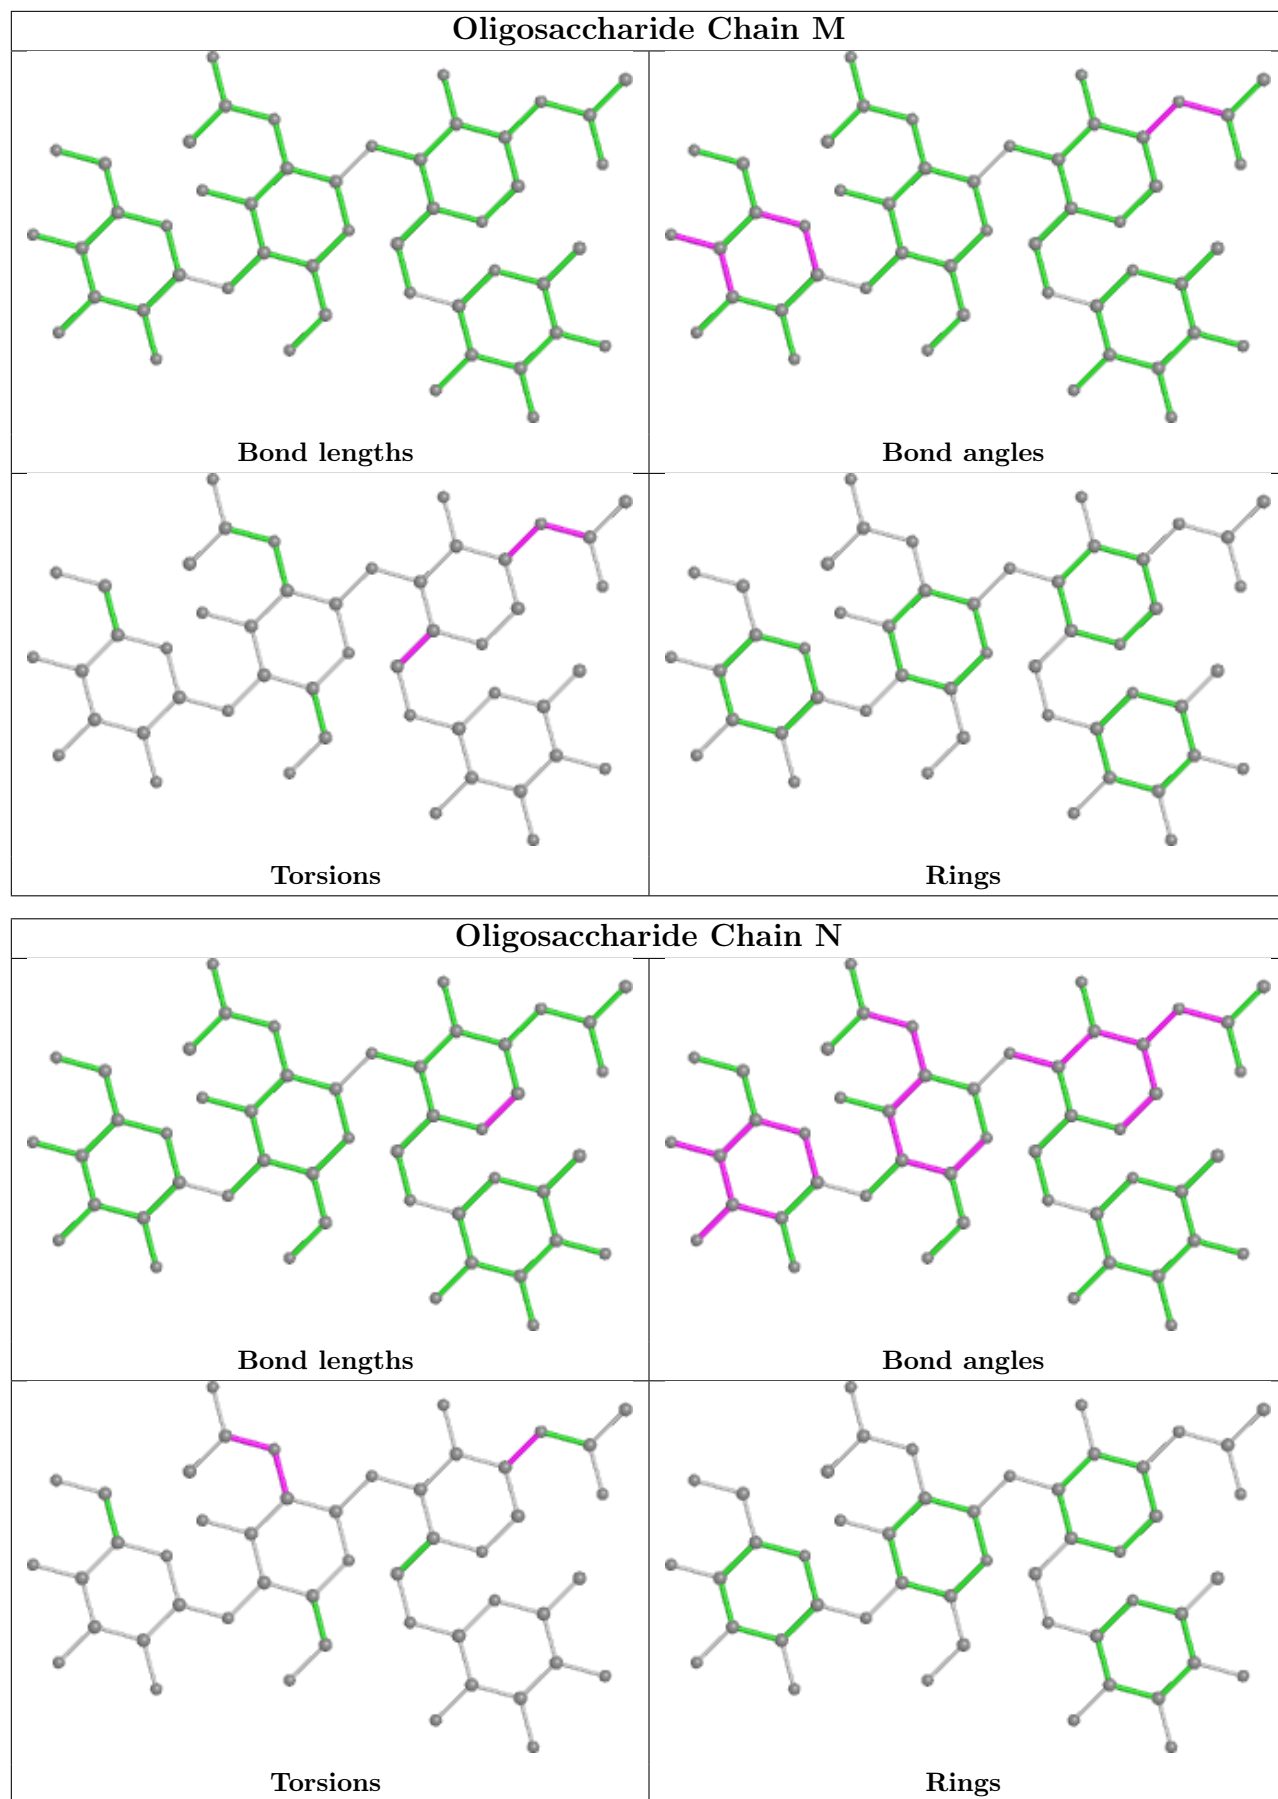 Oligosaccharide Chain M
Bond lengths
Bond angles
Torsions
Rings
Oligosaccharide Chain N
Bond lengths
Bond angles
Torsions
Rings